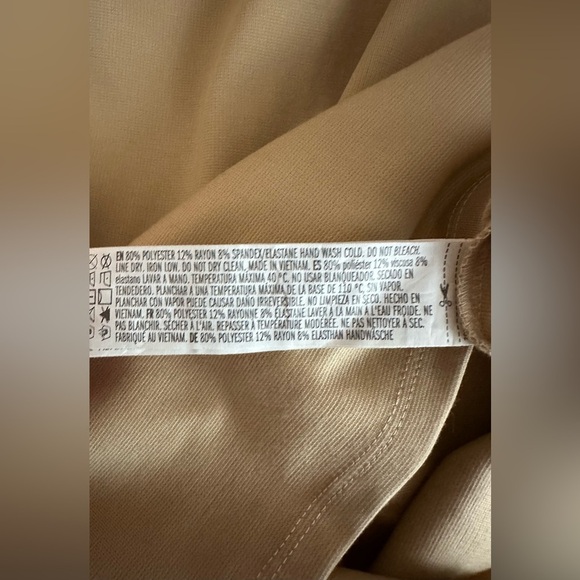 EN 80% POLYESTER 12% RAYON 8% SPANDEX/ELASTANE HAND WASH COLD. DO NOT BLEACH.
LINE DRY. IRON LOW. DO NOT DRY CLEAN. MADE IN VIETNAM. ES 80% poliéster 12% viscosa 8%
elastano LAVAR A MANO, TEMPERATURA MÁXIMA 40 °C. NO USAR BLANQUEADOR. SECADO EN
TENDEDERO. PLANCHAR A UNA TEMPERATURA MÁXIMA DE LA BASE DE 110 °C, SIN VAPOR.
PLANCHAR CON VAPOR PUEDE CAUSAR DAÑO IRREVERSIBLE. NO LIMPIEZA EN SECO. HECHO EN
VIETNAM. FR 80% POLYESTER 12% RAYONNE 8% ÉLASTANE LAVER À LA MAIN A L'EAU FROIDE. NE
PAS BLANCHIR. SÉCHER À L'AIR. REPASSER À TEMPÉRATURE MODÉRÉE. NE PAS NETTOYER À SEC.
FABRIQUÉ AU VIETNAM. DE 80% POLYESTER 12% RAYON 8% ELASTHAN HANDWÄSCHE